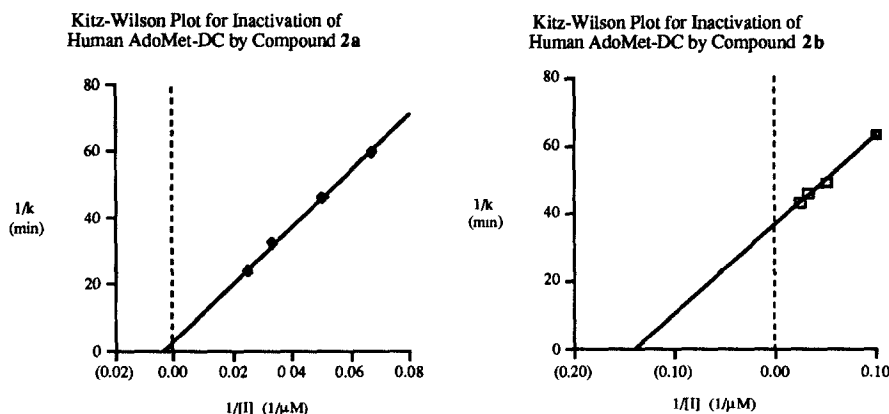 Kitz-Wilson Plot for Inactivation of
Human AdoMet-DC by Compound 2a
80
60
1/k
(min)
40
20
0
(0.02) 0.00 0.02 0.04 0.06 0.08
1/[I] (1/µM)
Kitz-Wilson Plot for Inactivation of
Human AdoMet-DC by Compound 2b
80
60
1/k
(min)
40
20
0
(0.20) (0.10) 0.00 0.10
1/[I] (1/µM)